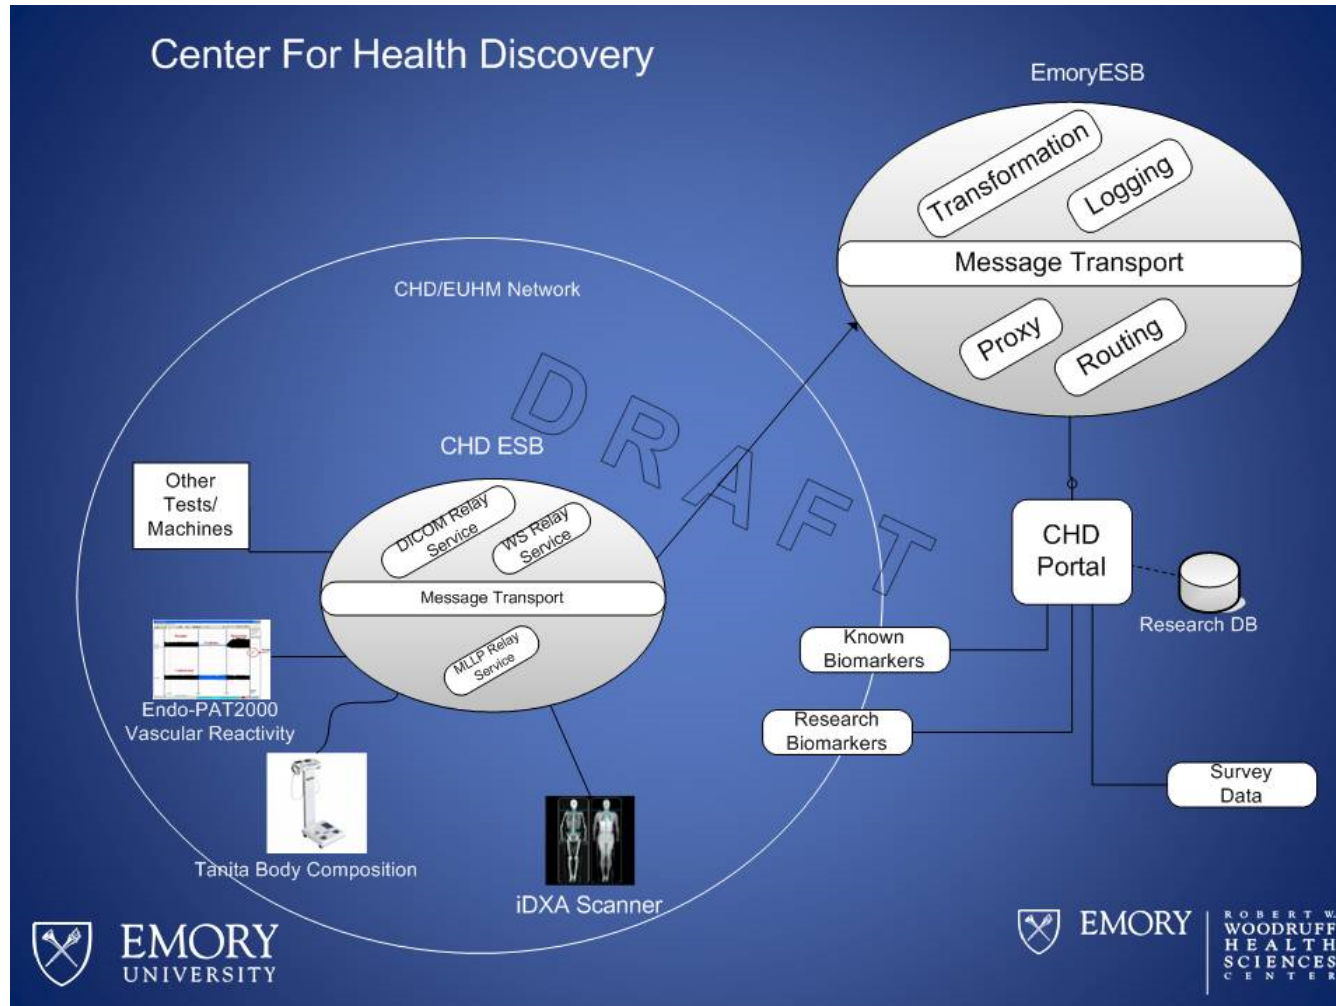 Center For Health Discovery
EmoryESB
Transformation
Logging
Message Transport
Proxy
Routing
CHD/EUHM Network
DRAFT
CHD ESB
Other
Tests/
Machines
DICOM Relay
Service
WS Relay
Service
Message Transport
MLLP Relay
Service
CHD
Portal
Research DB
Known
Biomarkers
Research
Biomarkers
Survey
Data
Endo-PAT2000
Vascular Reactivity
Tanita Body Composition
iDXA Scanner
EMORY
UNIVERSITY
EMORY
ROBERT W.
WOODRUFF
HEALTH
SCIENCES
CENTER